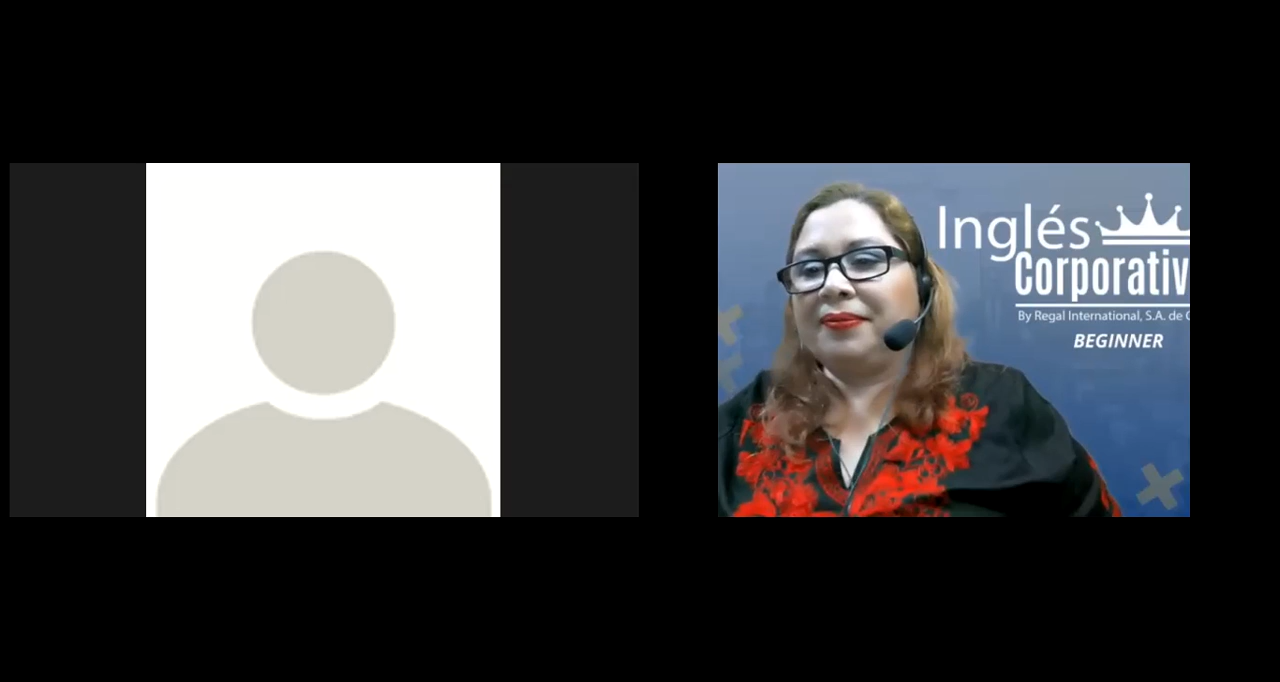 Inglés
Corporativ
By Regal International, S.A. de C
BEGINNER